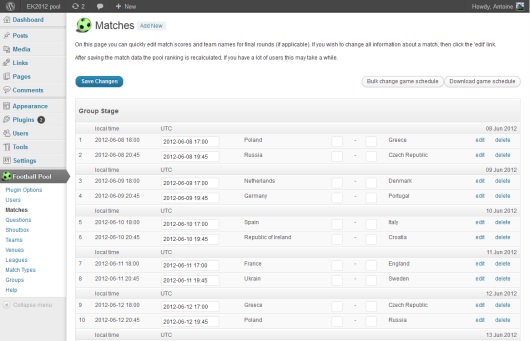 EK2012 pool 2 + New Howdy, Antoine
Dashboard
Posts
Media
Links
Pages
Comments
Appearance
Plugins 2
Users
Tools
Settings
Football Pool
Plugin Options
Users
Matches
Questions
Shoutbox
Teams
Venues
Leagues
Match Types
Groups
Help
Collapse menu
Matches Add New
On this page you can quickly edit match scores and team names for final rounds (if applicable). If you wish to change all information about a match, then click the 'edit' link.
After saving the match data the pool ranking is recalculated. If you have a lot of users this may take a while.
Save Changes Bulk change game schedule Download game schedule
Group Stage
localtime UTC 08 Jun 2012
1 2012-06-08 18:00 2012-06-08 17:00 Poland - Greece edit delete
2 2012-06-08 20:45 2012-06-08 19:45 Russia - Czech Republic edit delete
localtime UTC 09 Jun 2012
3 2012-06-09 18:00 2012-06-09 17:00 Netherlands - Denmark edit delete
4 2012-06-09 20:45 2012-06-09 19:45 Germany - Portugal edit delete
localtime UTC 10 Jun 2012
5 2012-06-10 18:00 2012-06-10 17:00 Spain - Italy edit delete
6 2012-06-10 20:45 2012-06-10 19:45 Republic of Ireland - Croatia edit delete
localtime UTC 11 Jun 2012
7 2012-06-11 18:00 2012-06-11 17:00 France - England edit delete
8 2012-06-11 20:45 2012-06-11 19:45 Ukrain - Sweden edit delete
localtime UTC 12 Jun 2012
9 2012-06-12 18:00 2012-06-12 17:00 Greece - Czech Republic edit delete
10 2012-06-12 20:45 2012-06-12 19:45 Poland - Russia edit delete
localtime UTC 13 Jun 2012